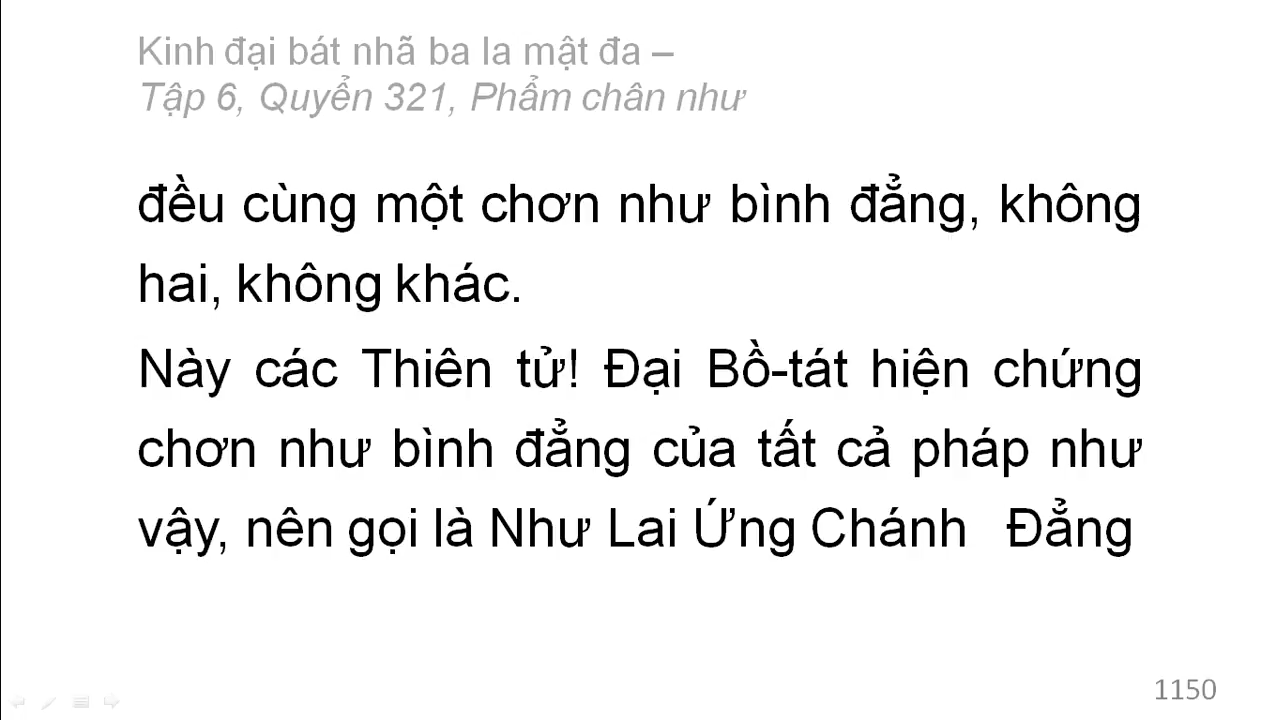 Kinh đại bát nhã ba la mật đa –
Tập 6, Quyển 321, Phẩm chân như
đều cùng một chơn như bình đẳng, không
hai, không khác.
Này các Thiên tử! Đại Bồ-tát hiện chứng
chơn như bình đẳng của tất cả pháp như
vậy, nên gọi là Như Lai Ứng Chánh Đẳng
1150